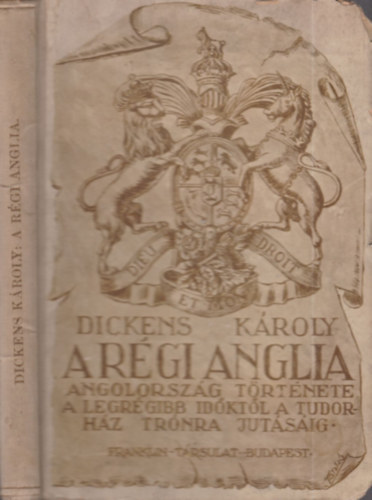 DICKENS KÁROLY: A RÉGI ANGLIA.
DIEU
ET MON
DROIT
DICKENS KÁROLY
A RÉGI ANGLIA
ANGOLORSZÁG TÖRTÉNETE
A LEGRÉGIBB IDŐKTŐL A TUDOR-
HÁZ TRÓNRA JUTÁSÁIG
FRANKLIN-TÁRSULAT-BUDAPEST